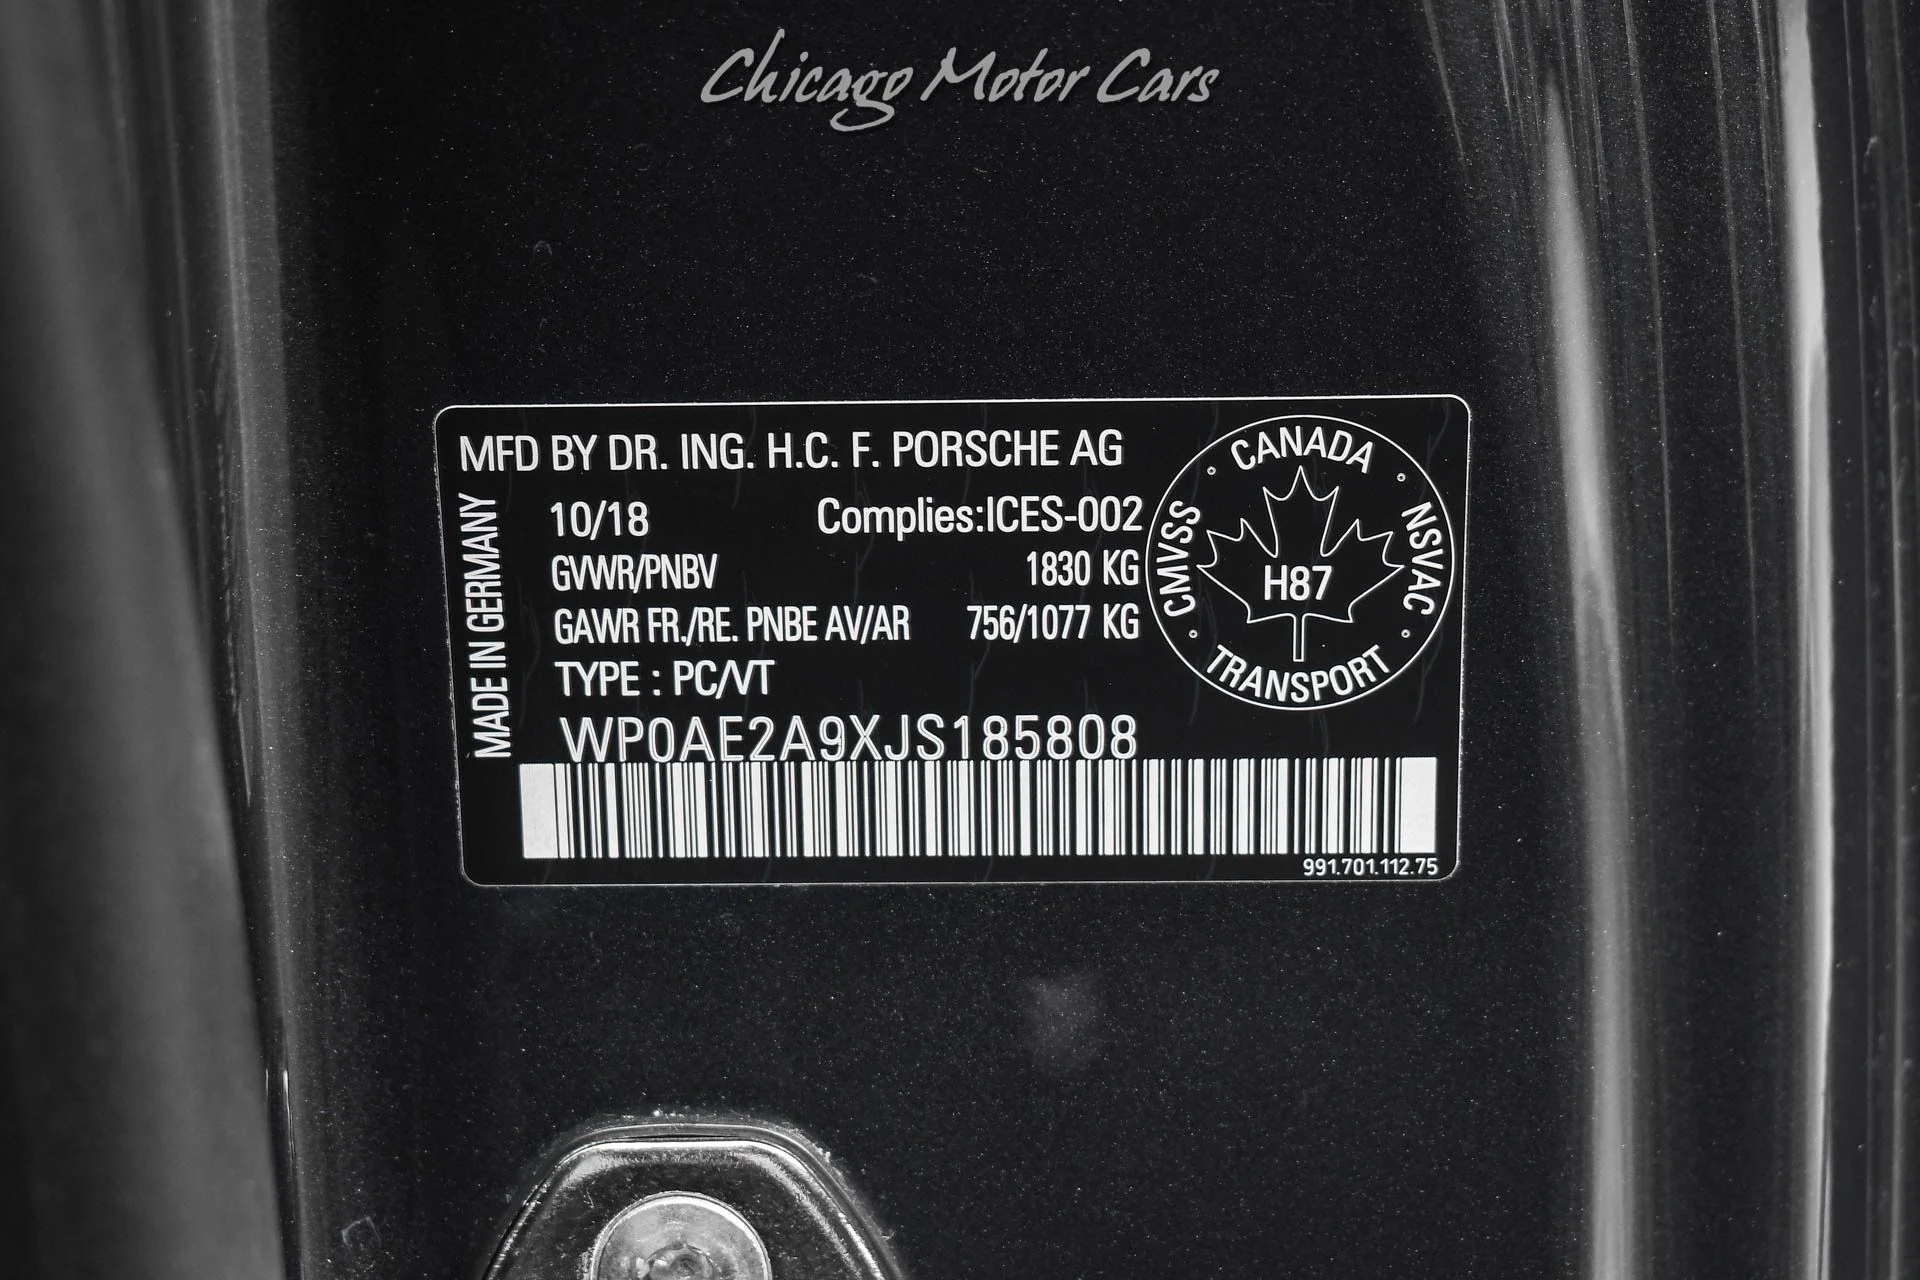 Chicago Motor Cars
MFD BY DR. ING. H.C. F. PORSCHE AG
MADE IN GERMANY
10/18 Complies:ICES-002
GVWR/PNBV 1830 KG
GAWR FR./RE. PNBE AV/AR 756/1077 KG
TYPE : PC/VT
WP0AE2A9XJS185808
991.701.112.75
CANADA
NSVAC
TRANSPORT
CMVSS
H87